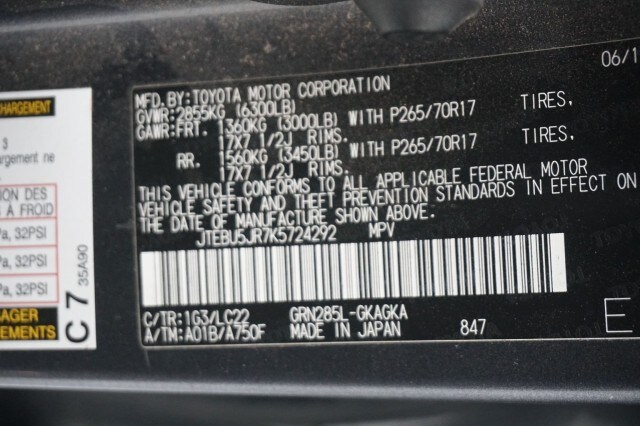 06/1
MFD. BY: TOYOTA MOTOR CORPORATION
GVWR: 2855KG (6300LB)
GAWR: FRT. 1360KG (3000LB) WITH P265/70R17 TIRES,
17X7 1/2J RIMS.
RR. 1560KG (3450LB) WITH P265/70R17 TIRES,
17X7 1/2J RIMS.
THIS VEHICLE CONFORMS TO ALL APPLICABLE FEDERAL MOTOR
VEHICLE SAFETY AND THEFT PREVENTION STANDARDS IN EFFECT ON
THE DATE OF MANUFACTURE SHOWN ABOVE.
JTEBU5JR7K5724292 MPV
C/TR: 1G3/LC22 GRN285L-GKAGKA
A/TM: A01B/A750F MADE IN JAPAN 847
E
CHARGEMENT
3
argement ne
ION DES
S À FROID
Pa, 32PSI
Pa, 32PSI
Pa, 32PSI
AGER
EMENTS
C 7 35A90